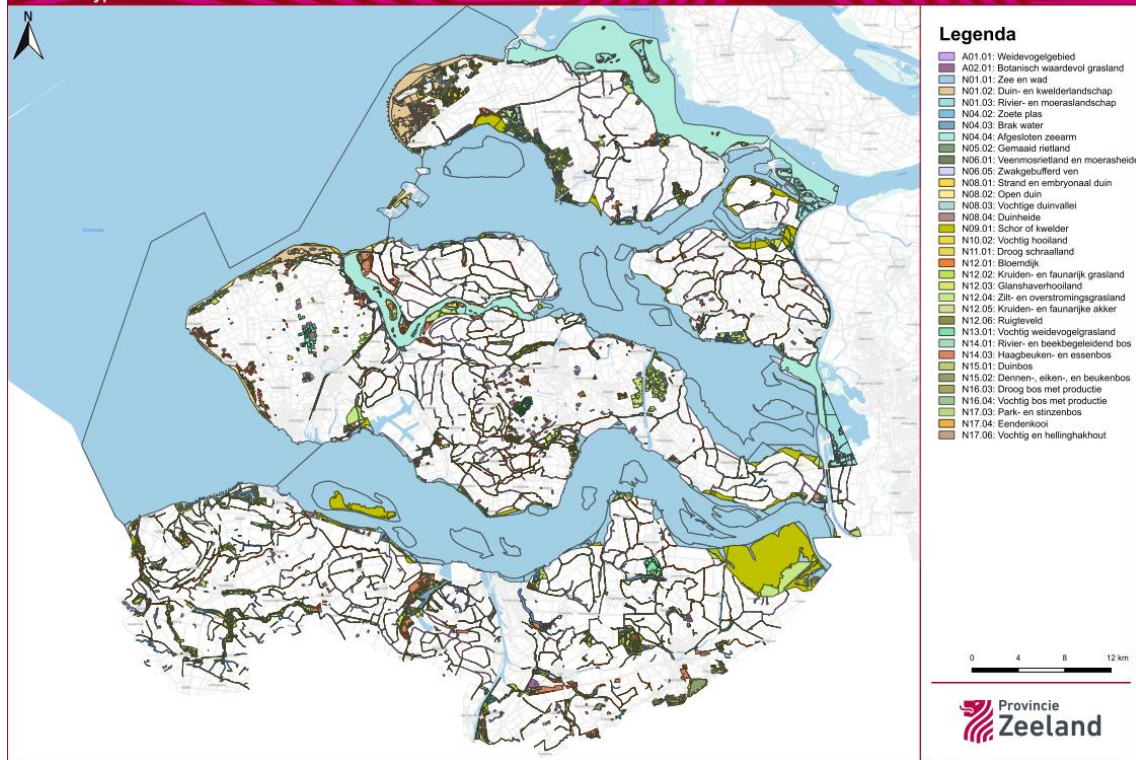 N
Legenda
A01.01: Weidevogelgebied
A02.01: Botanisch waardevol grasland
N01.01: Zee en wad
N01.02: Duin- en kwelderlandschap
N01.03: Rivier- en moeraslandschap
N04.02: Zoete plas
N04.03: Brak water
N04.04: Afgesloten zeearm
N05.02: Gemaaid rietland
N06.01: Veenmosrietland en moerasheide
N06.05: Zwakgebufferd ven
N08.01: Strand en embryonaal duin
N08.02: Open duin
N08.03: Vochtige duinvallei
N08.04: Duinheide
N09.01: Schor of kwelder
N10.02: Vochtig hooiland
N11.01: Droog schraalland
N12.01: Bloemdijk
N12.02: Kruiden- en faunarijk grasland
N12.03: Glanshaverhooiland
N12.04: Zilt- en overstromingsgrasland
N12.05: Kruiden- en faunarijke akker
N12.06: Ruigteveld
N13.01: Vochtig weidevogelgrasland
N14.01: Rivier- en beekbegeleidend bos
N14.03: Haagbeuken- en essenbos
N15.01: Duinbos
N15.02: Dennen-, eiken-, en beukenbos
N16.03: Droog bos met productie
N16.04: Vochtig bos met productie
N17.03: Park- en stinzenbos
N17.04: Eendenkooi
N17.06: Vochtig en hellinghakhout
0 4 8 12 km
Provincie
Zeeland